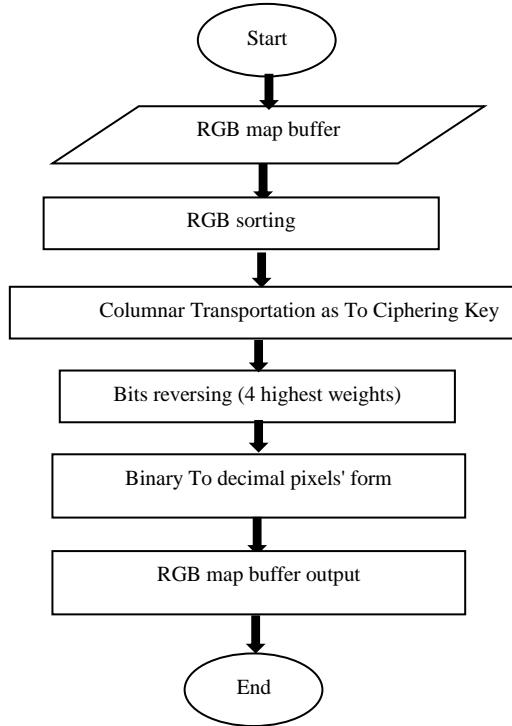 Start
RGB map buffer
RGB sorting
Columnar Transportation as To Ciphering Key
Bits reversing (4 highest weights)
Binary To decimal pixels' form
RGB map buffer output
End